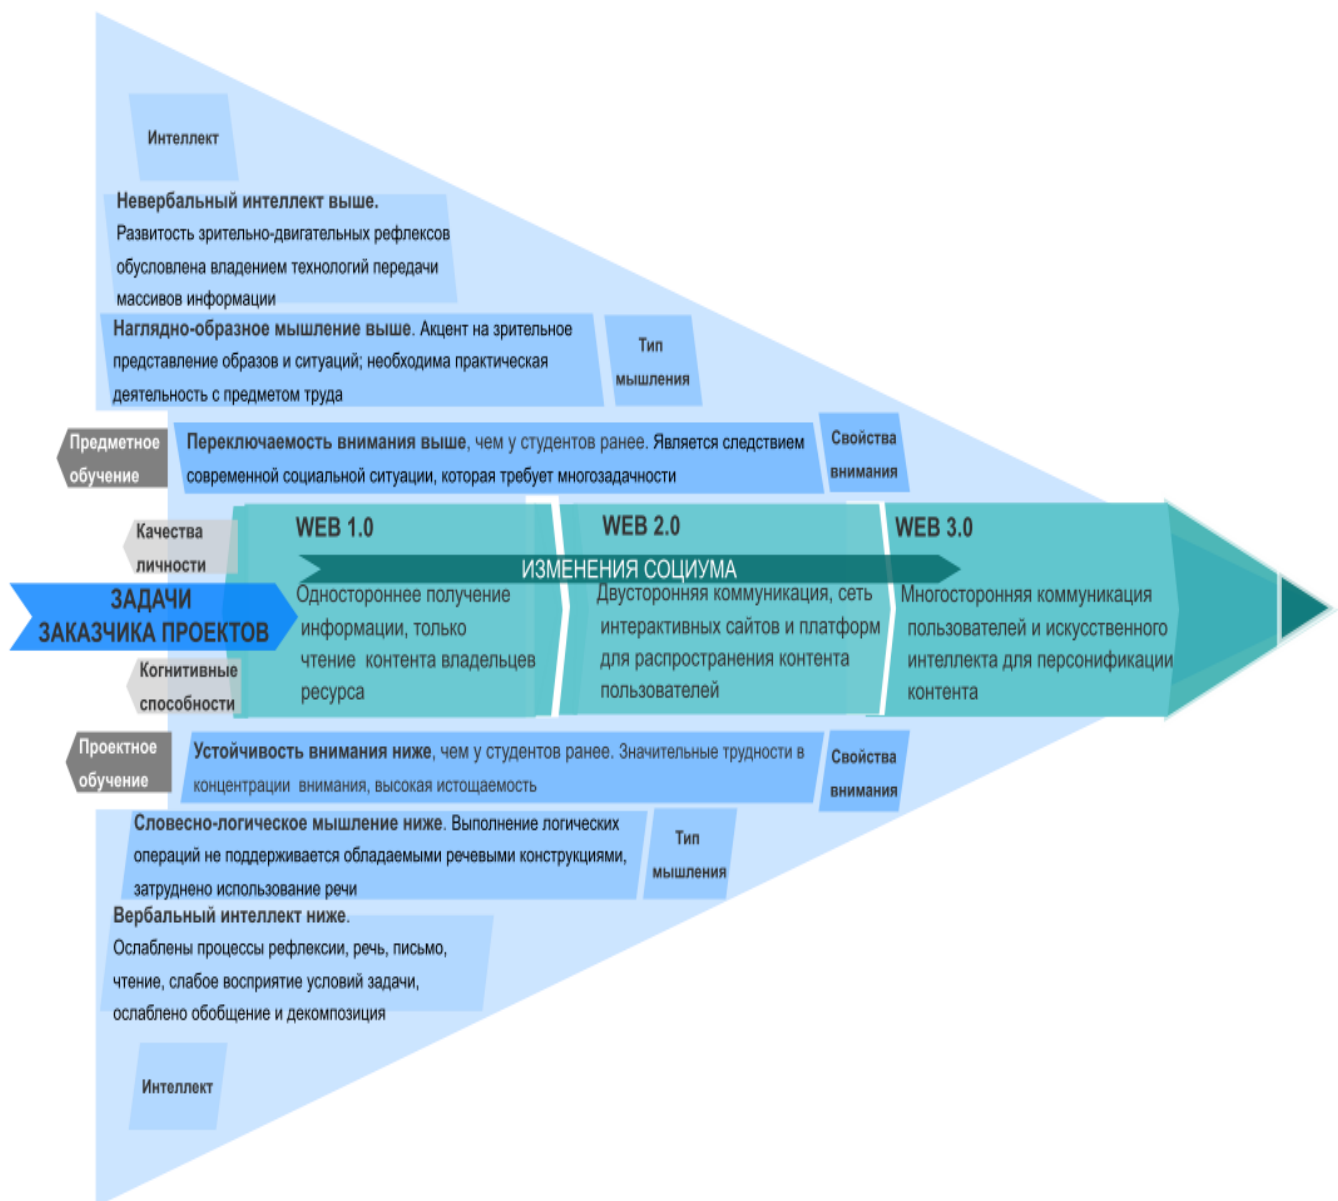 Интеллект
Невербальный интеллект выше.
Развитость зрительно-двигательных рефлексов
обусловлена владением технологий передачи
массивов информации
Наглядно-образное мышление выше. Акцент на зрительное
представление образов и ситуаций; необходима практическая
деятельность с предметом труда
Тип
мышления
Предметное
обучение
Переключаемость внимания выше, чем у студентов ранее. Является следствием
современной социальной ситуации, которая требует многозадачности
Свойства
внимания
Качества
личности
ЗАДАЧИ
ЗАКАЗЧИКА ПРОЕКТОВ
Когнитивные
способности
ИЗМЕНЕНИЯ СОЦИУМА
WEB 1.0
Одностороннее получение
информации, только
чтение контента владельцев
ресурса
WEB 2.0
Двусторонняя коммуникация, сеть
интерактивных сайтов и платформ
для распространения контента
пользователей
WEB 3.0
Многосторонняя коммуникация
пользователей и искусственного
интеллекта для персонификации
контента
Проектное
обучение
Устойчивость внимания ниже, чем у студентов ранее. Значительные трудности в
концентрации внимания, высокая истощаемость
Свойства
внимания
Словесно-логическое мышление ниже. Выполнение логических
операций не поддерживается обладаемыми речевыми конструкциями,
затруднено использование речи
Тип
мышления
Вербальный интеллект ниже.
Ослаблены процессы рефлексии, речь, письмо,
чтение, слабое восприятие условий задачи,
ослаблено обобщение и декомпозиция
Интеллект